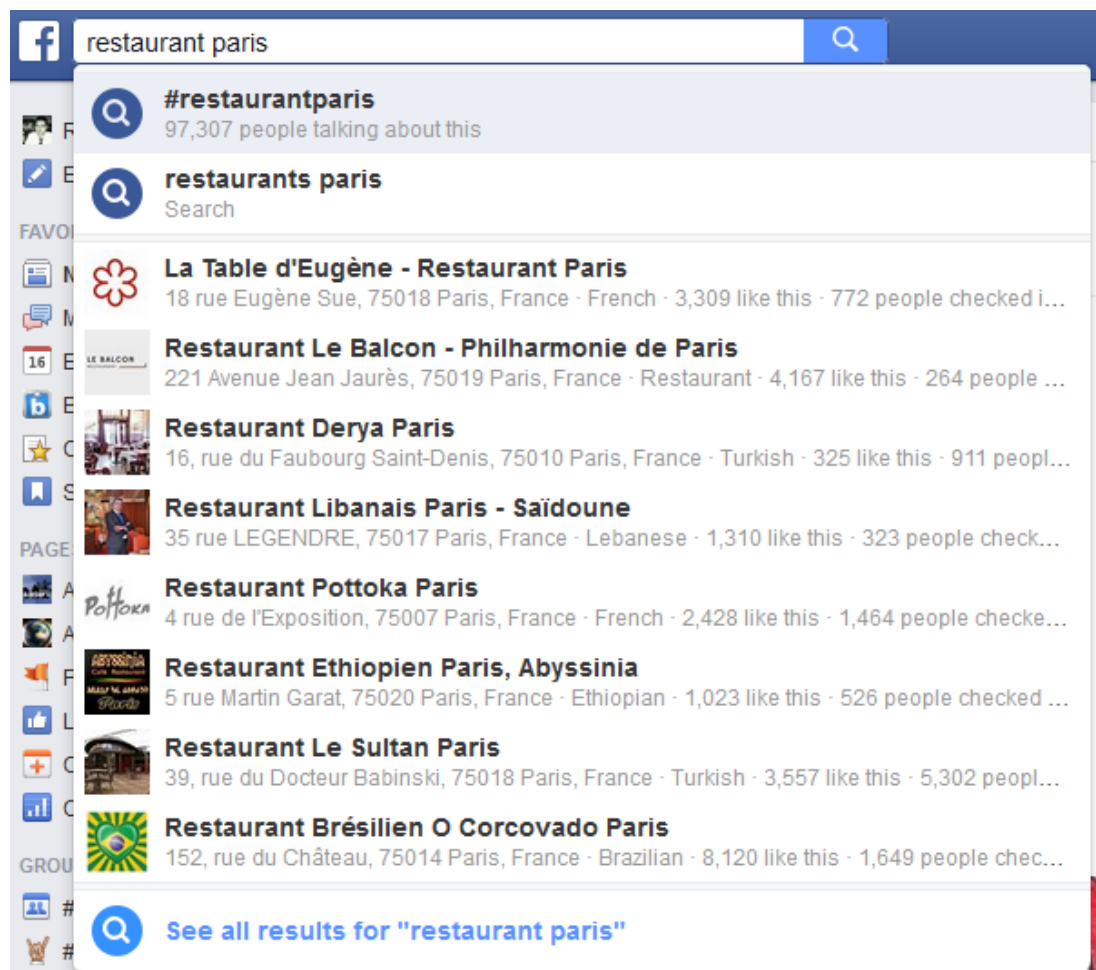 f restaurant paris
#restaurantparis
97,307 people talking about this
restaurants paris
Search
FAVO
La Table d'Eugène - Restaurant Paris
18 rue Eugène Sue, 75018 Paris, France · French · 3,309 like this · 772 people checked i...
Restaurant Le Balcon - Philharmonie de Paris
221 Avenue Jean Jaurès, 75019 Paris, France · Restaurant · 4,167 like this · 264 people ...
LE BALCON
16
Restaurant Derya Paris
16, rue du Faubourg Saint-Denis, 75010 Paris, France · Turkish · 325 like this · 911 peopl...
Restaurant Libanais Paris - Saïdoune
35 rue LEGENDRE, 75017 Paris, France · Lebanese · 1,310 like this · 323 people check...
PAGE
Restaurant Pottoka Paris
4 rue de l'Exposition, 75007 Paris, France · French · 2,428 like this · 1,464 people checke...
Pottoka
Restaurant Ethiopien Paris, Abyssinia
5 rue Martin Garat, 75020 Paris, France · Ethiopian · 1,023 like this · 526 people checked ...
ABYSSINIA
Restaurant Le Sultan Paris
39, rue du Docteur Babinski, 75018 Paris, France · Turkish · 3,557 like this · 5,302 peopl...
Restaurant Brésilien O Corcovado Paris
152, rue du Château, 75014 Paris, France · Brazilian · 8,120 like this · 1,649 people chec...
GROU
#
See all results for "restaurant paris"
#